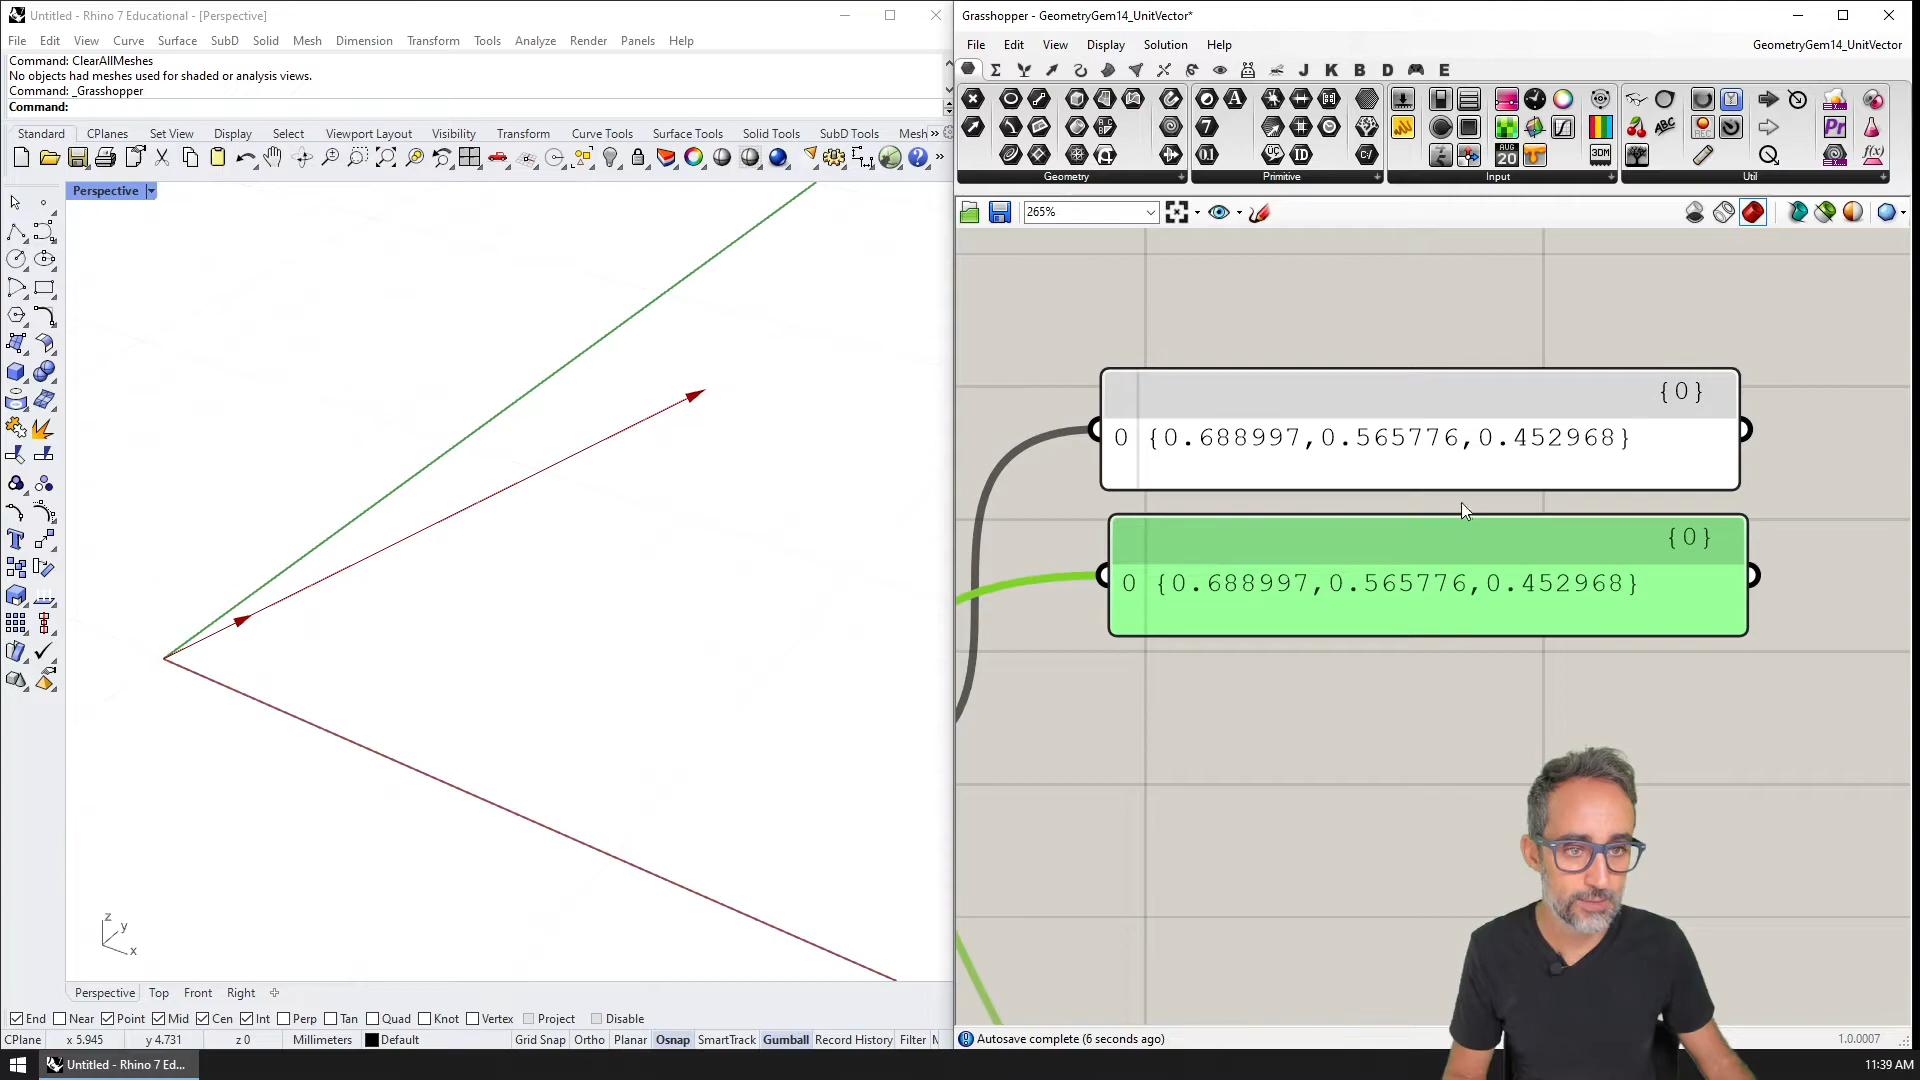 Untitled - Rhino 7 Educational - [Perspective]
File Edit View Curve Surface SubD Solid Mesh Dimension Transform Tools Analyze Render Panels Help
Command: ClearAllMeshes
No objects had meshes used for shaded or analysis views.
Command: _Grasshopper
Command:
Standard CPlanes Set View Display Select Viewport Layout Visibility Transform Curve Tools Surface Tools Solid Tools SubD Tools Mesh »
Perspective
z
y
x
Perspective Top Front Right
End Near Point Mid Cen Int Perp Tan Quad Knot Vertex Project Disable
CPlane x 5.945 y 4.731 z 0 Millimeters Default Grid Snap Ortho Planar Osnap SmartTrack Gumball Record History Filter M
Untitled - Rhino 7 Ed...
Grasshopper - GeometryGem14_UnitVector*
File Edit View Display Solution Help
GeometryGem14_UnitVector
J K B D E
Geometry Primitive Input Util
265%
{0}
0 {0.688997,0.565776,0.452968}
{0}
0 {0.688997,0.565776,0.452968}
Autosave complete (6 seconds ago)
1.0.0007
11:39 AM